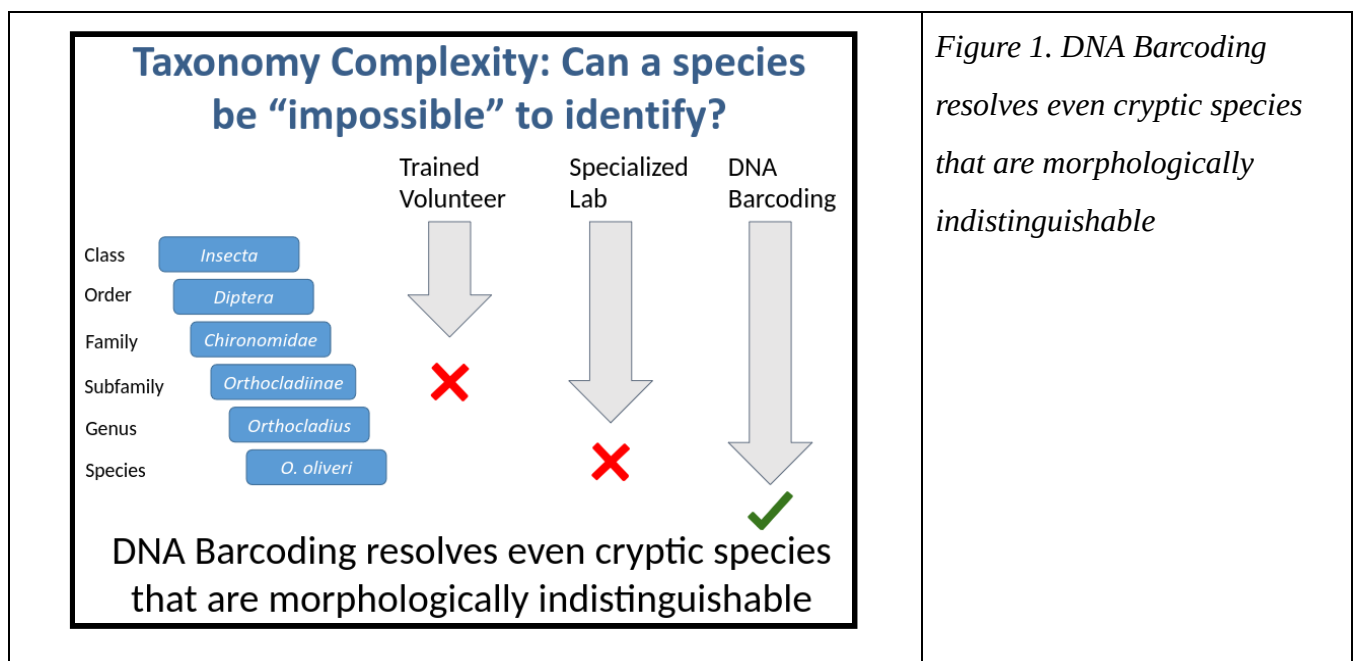 Taxonomy Complexity: Can a species
be “impossible” to identify?
Trained
Volunteer
Specialized
Lab
DNA
Barcoding
Class
Insecta
Order
Diptera
Family
Chironomidae
Subfamily
Orthocladiinae
Genus
Orthocladius
Species
O. oliveri
DNA Barcoding resolves even cryptic species
that are morphologically indistinguishable
Figure 1. DNA Barcoding
resolves even cryptic species
that are morphologically
indistinguishable